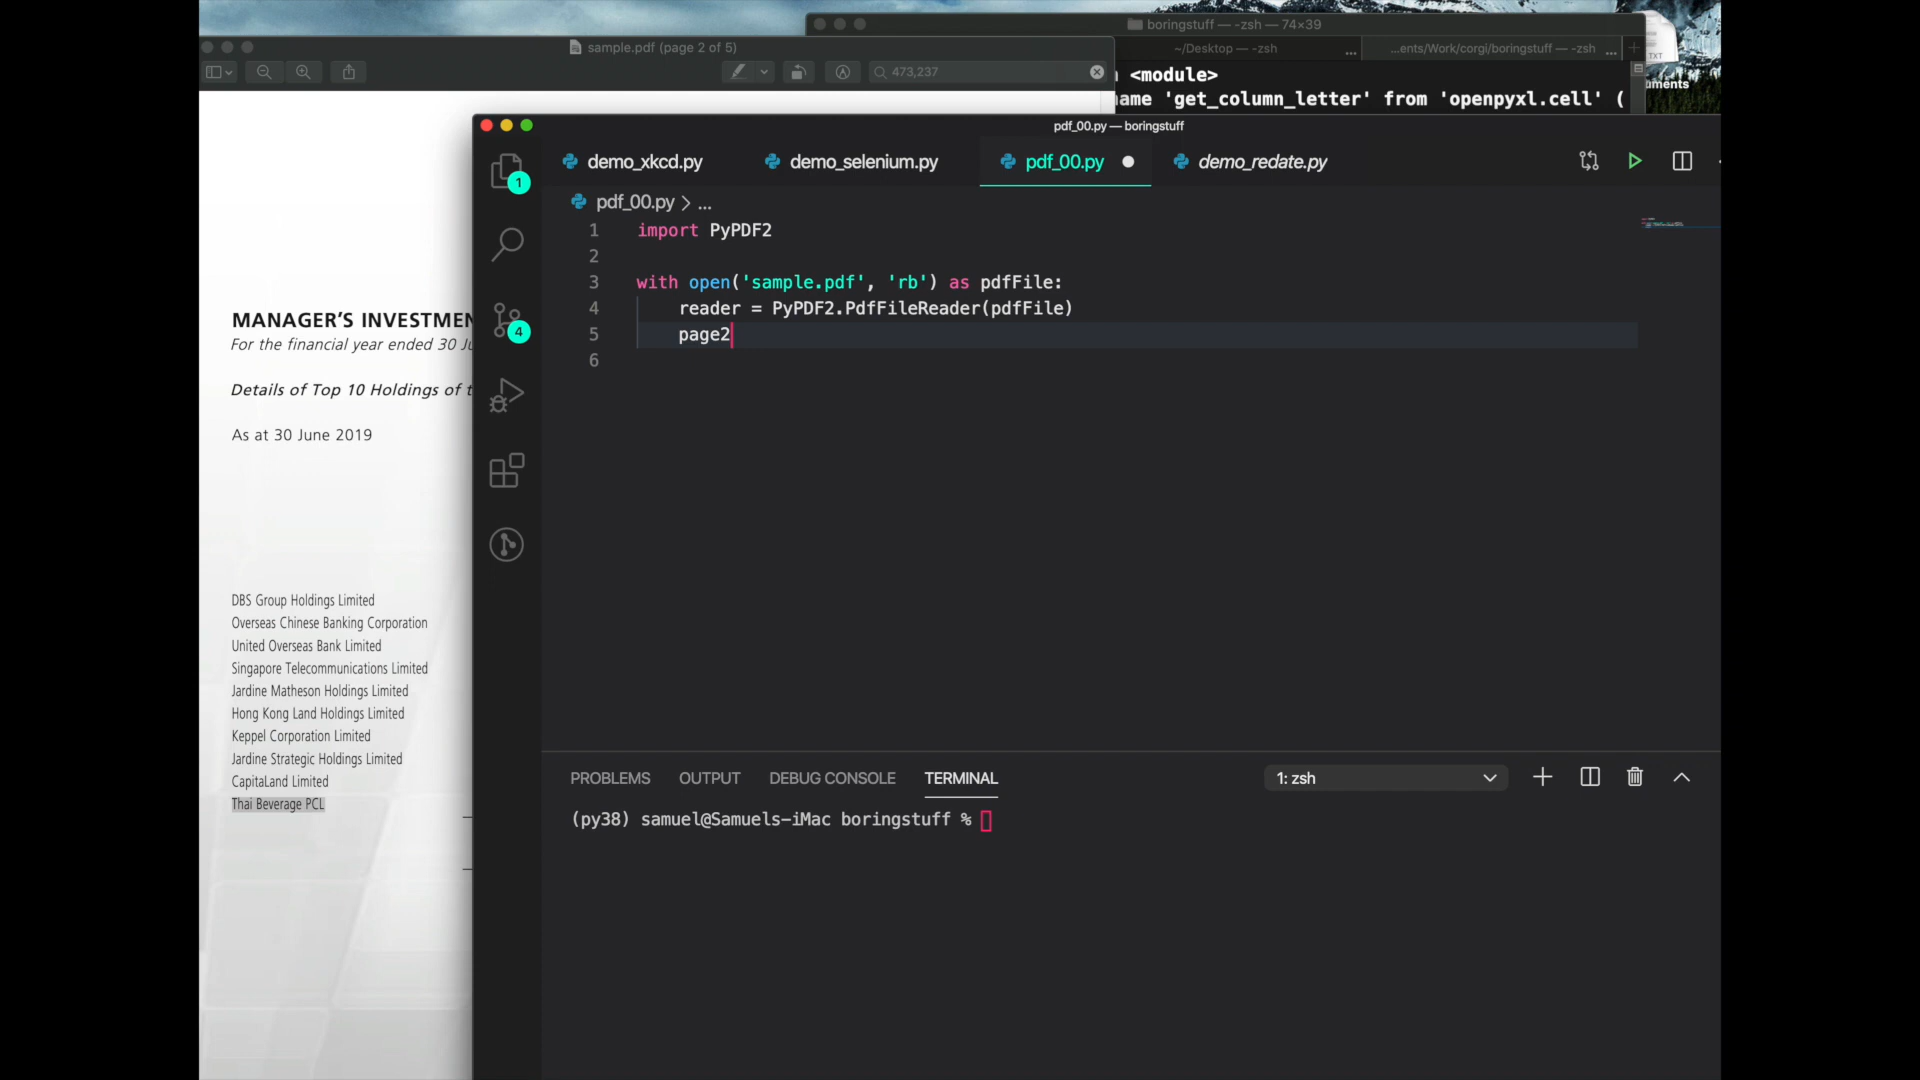 boringstuff — -zsh — 74×39
sample.pdf (page 2 of 5)
~/Desktop — -zsh
...
...ents/Work/corgi/boringstuff — -zsh
...
473,237
TXT
uments
<module>
ame 'get_column_letter' from 'openpyxl.cell' (
pdf_00.py — boringstuff
demo_xkcd.py
demo_selenium.py
pdf_00.py
demo_redate.py
1
pdf_00.py > ...
1 import PyPDF2
2
3 with open('sample.pdf', 'rb') as pdfFile:
4 reader = PyPDF2.PdfFileReader(pdfFile)
5 page2
6
4
MANAGER'S INVESTMEN
For the financial year ended 30 Ju
Details of Top 10 Holdings of t
As at 30 June 2019
DBS Group Holdings Limited
Overseas Chinese Banking Corporation
United Overseas Bank Limited
Singapore Telecommunications Limited
Jardine Matheson Holdings Limited
Hong Kong Land Holdings Limited
Keppel Corporation Limited
Jardine Strategic Holdings Limited
CapitaLand Limited
Thai Beverage PCL
PROBLEMS
OUTPUT
DEBUG CONSOLE
TERMINAL
1: zsh
(py38) samuel@Samuels-iMac boringstuff %